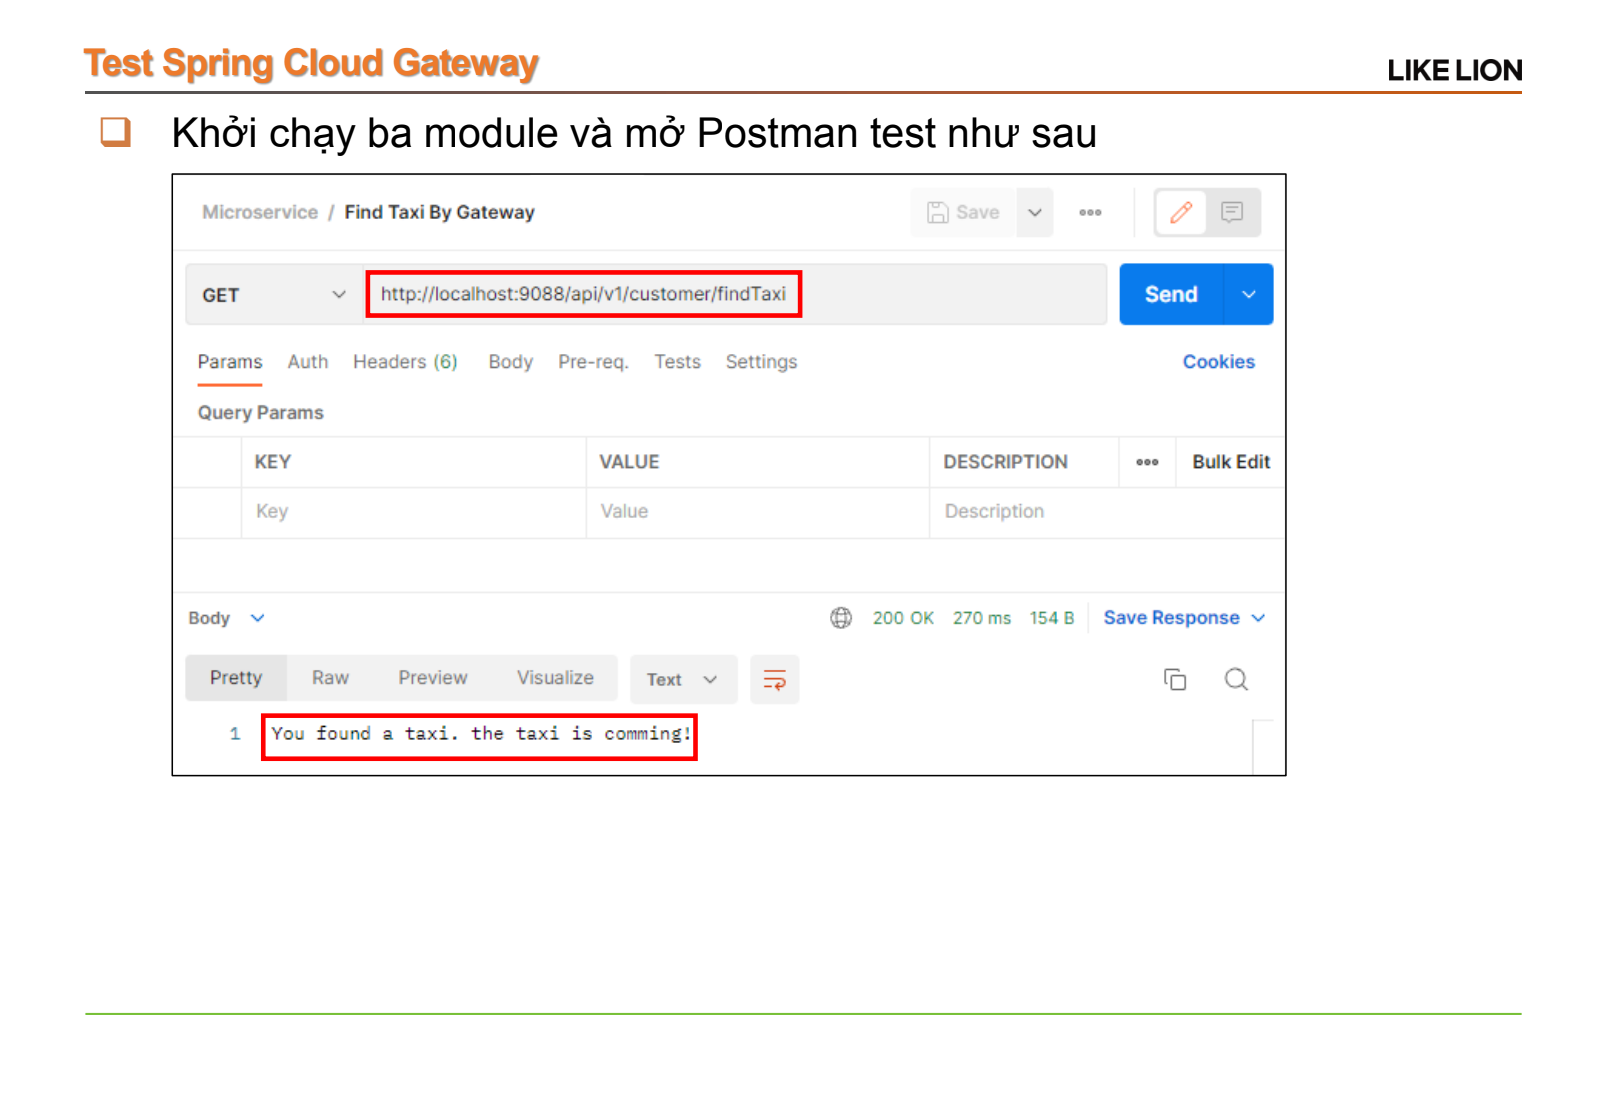 Test Spring Cloud Gateway
LIKE LION
Khởi chạy ba module và mở Postman test như sau
Microservice / Find Taxi By Gateway
Save
GET
http://localhost:9088/api/v1/customer/findTaxi
Send
Params Auth Headers (6) Body Pre-req. Tests Settings
Cookies
Query Params
KEY VALUE DESCRIPTION Bulk Edit
Key Value Description
Body
200 OK 270 ms 154 B Save Response
Pretty Raw Preview Visualize Text
1 You found a taxi. the taxi is comming!